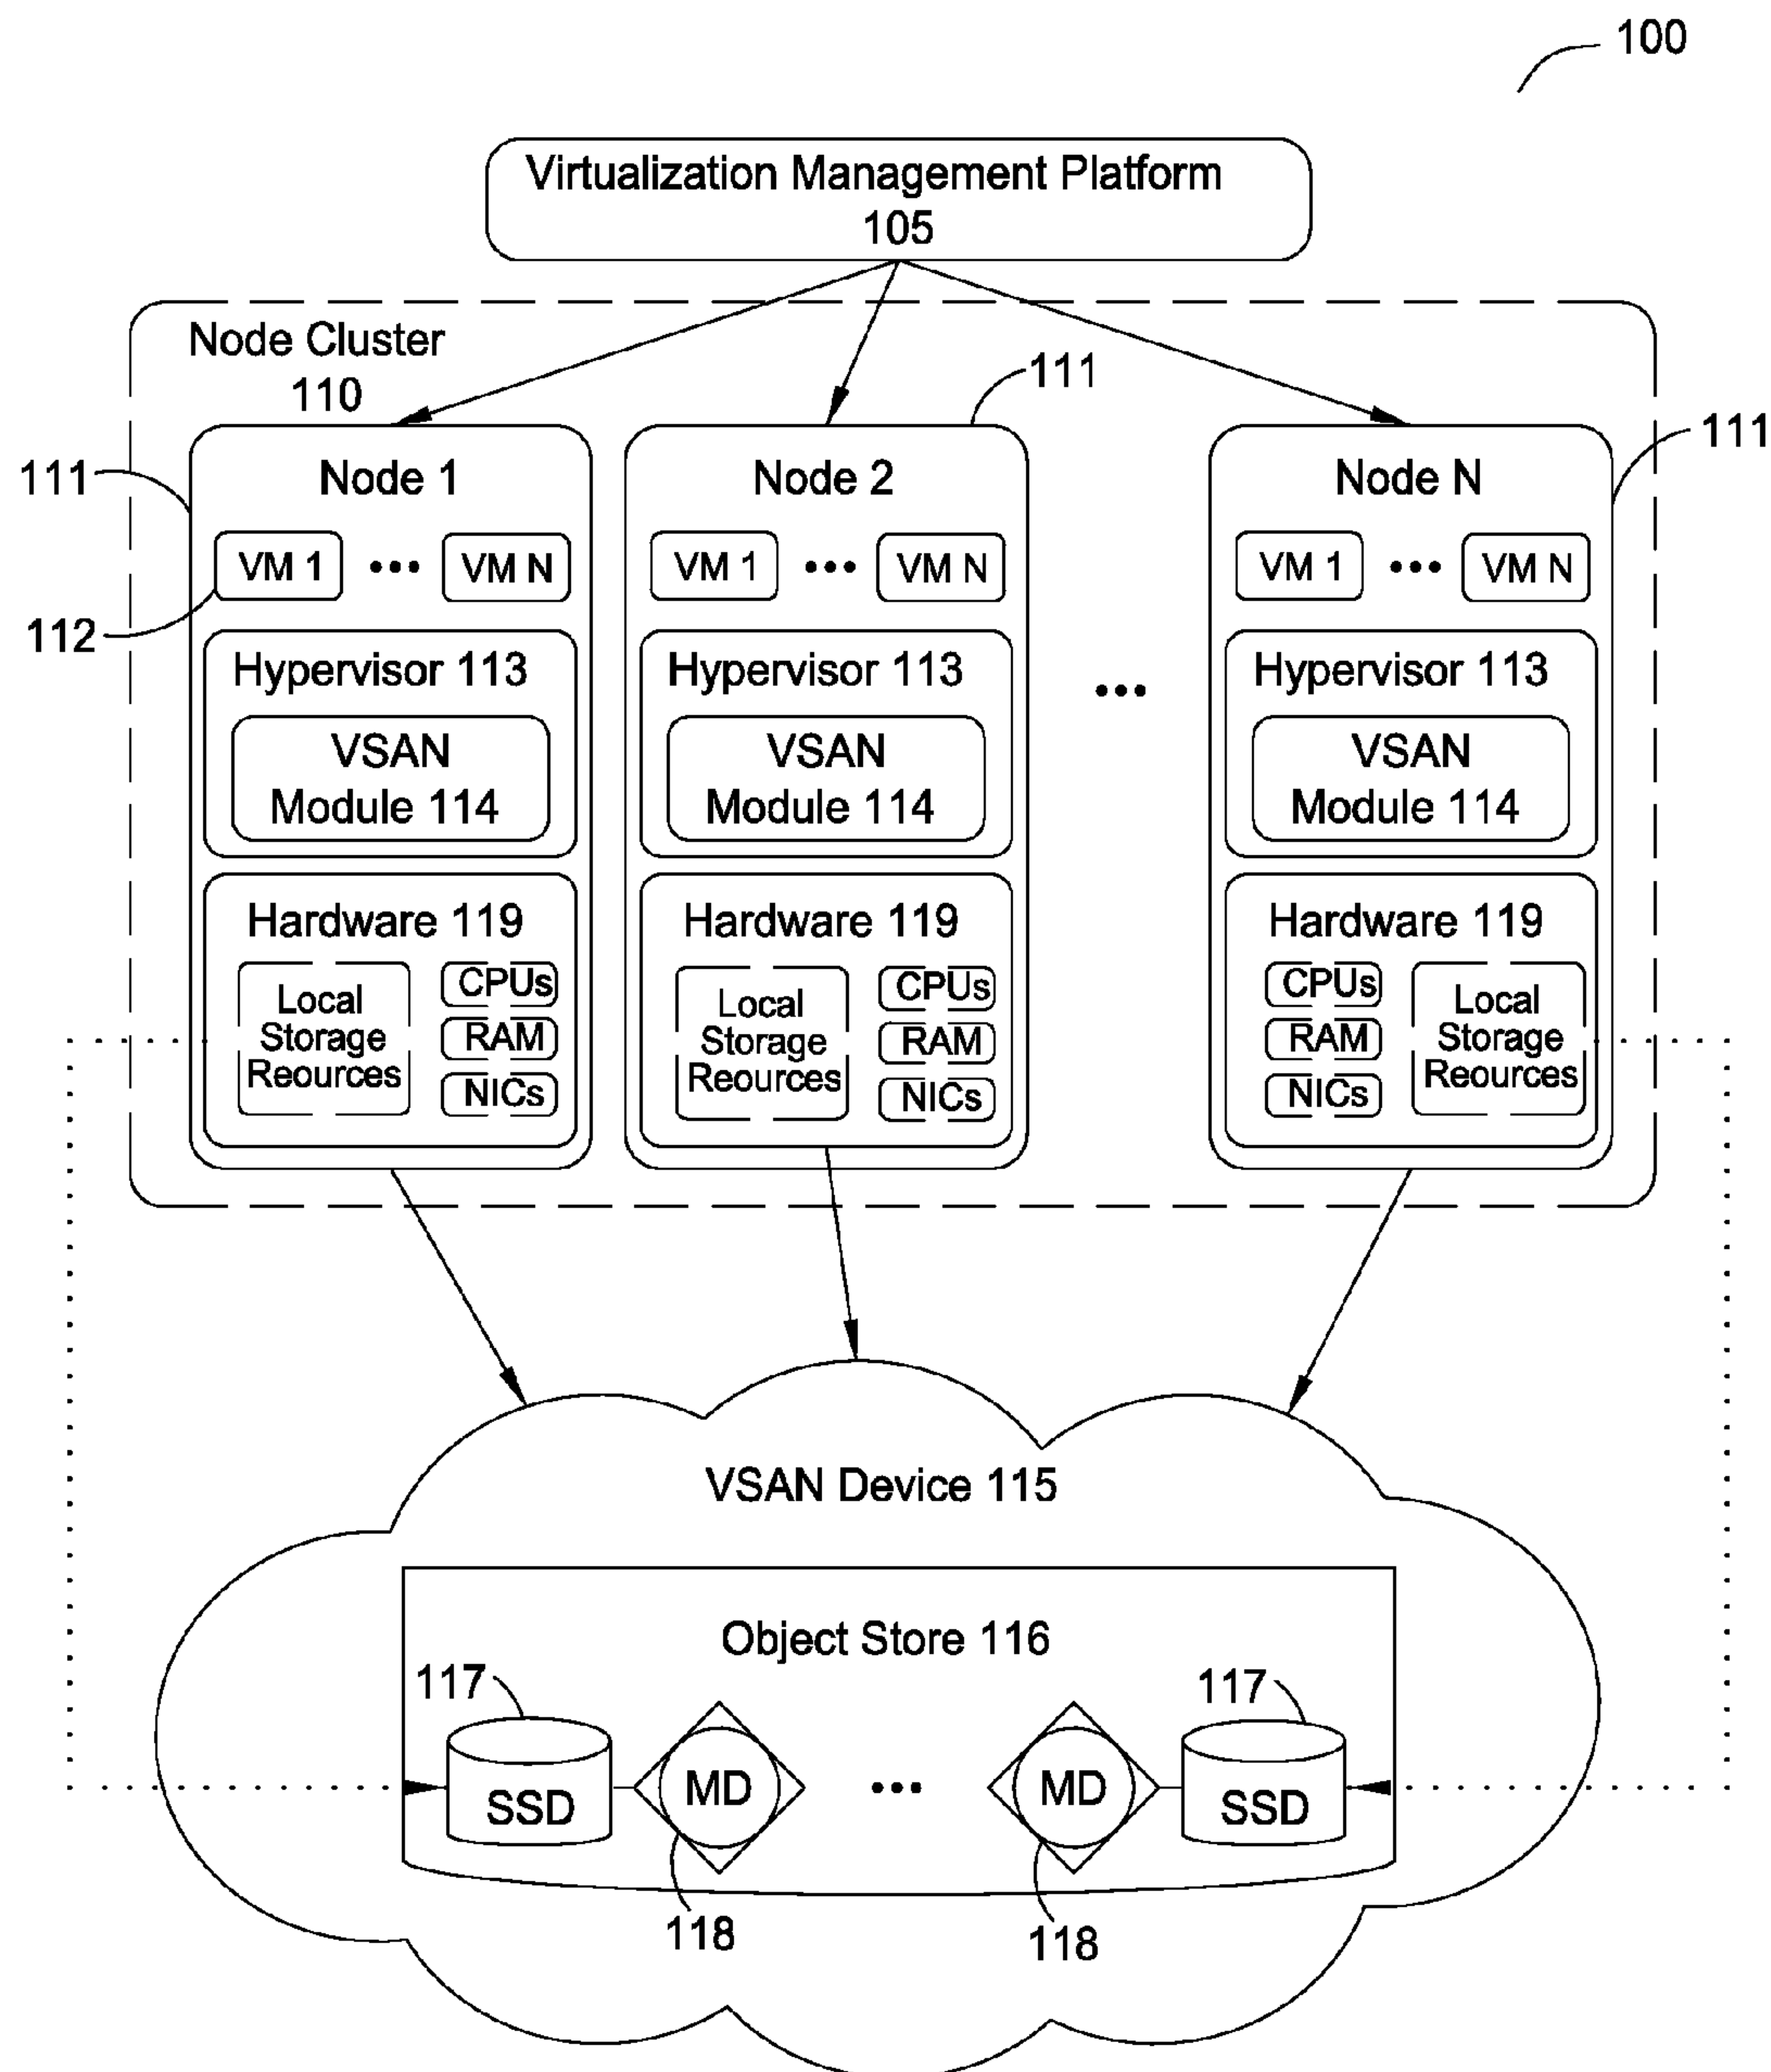 100
Virtualization Management Platform
105
Node Cluster
110
111
111
111
Node 1
VM 1 ••• VM N
112
Hypervisor 113
VSAN
Module 114
Hardware 119
Local
Storage
Reources
CPUs
RAM
NICs
Node 2
VM 1 ••• VM N
Hypervisor 113
VSAN
Module 114
Hardware 119
Local
Storage
Reources
CPUs
RAM
NICs
•••
Node N
VM 1 ••• VM N
Hypervisor 113
VSAN
Module 114
Hardware 119
CPUs
RAM
NICs
Local
Storage
Reources
VSAN Device 115
Object Store 116
117
117
SSD
MD
•••
MD
SSD
118
118